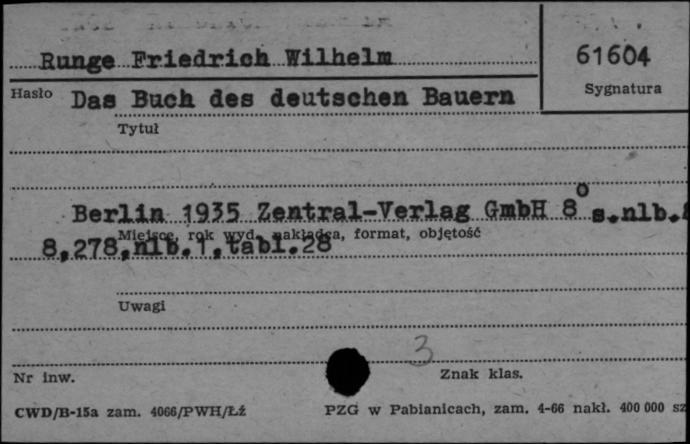 Runge Friedrich Wilhelm
61604
Hasło
Sygnatura
Das Buch des deutschen Bauern
Tytuł
Berlin 1935 Zentral-Verlag GmbH 8° s.nlb.
Miejsce, rok wyd., nakładca, format, objętość
8,278,nlb.1,tabl.28
Uwagi
3
Nr inw.
Znak klas.
CWD/B-15a zam. 4066/PWH/Łż
PZG w Pabianicach, zam. 4-66 nakł. 400 000 sz